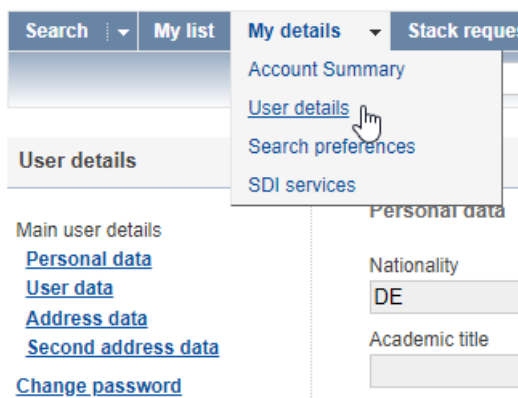 Search My list My details Stack reques
Account Summary
User details
Search preferences
SDI services
User details
Main user details
Personal data
User data
Address data
Second address data
Change password
Personal data
Nationality
DE
Academic title